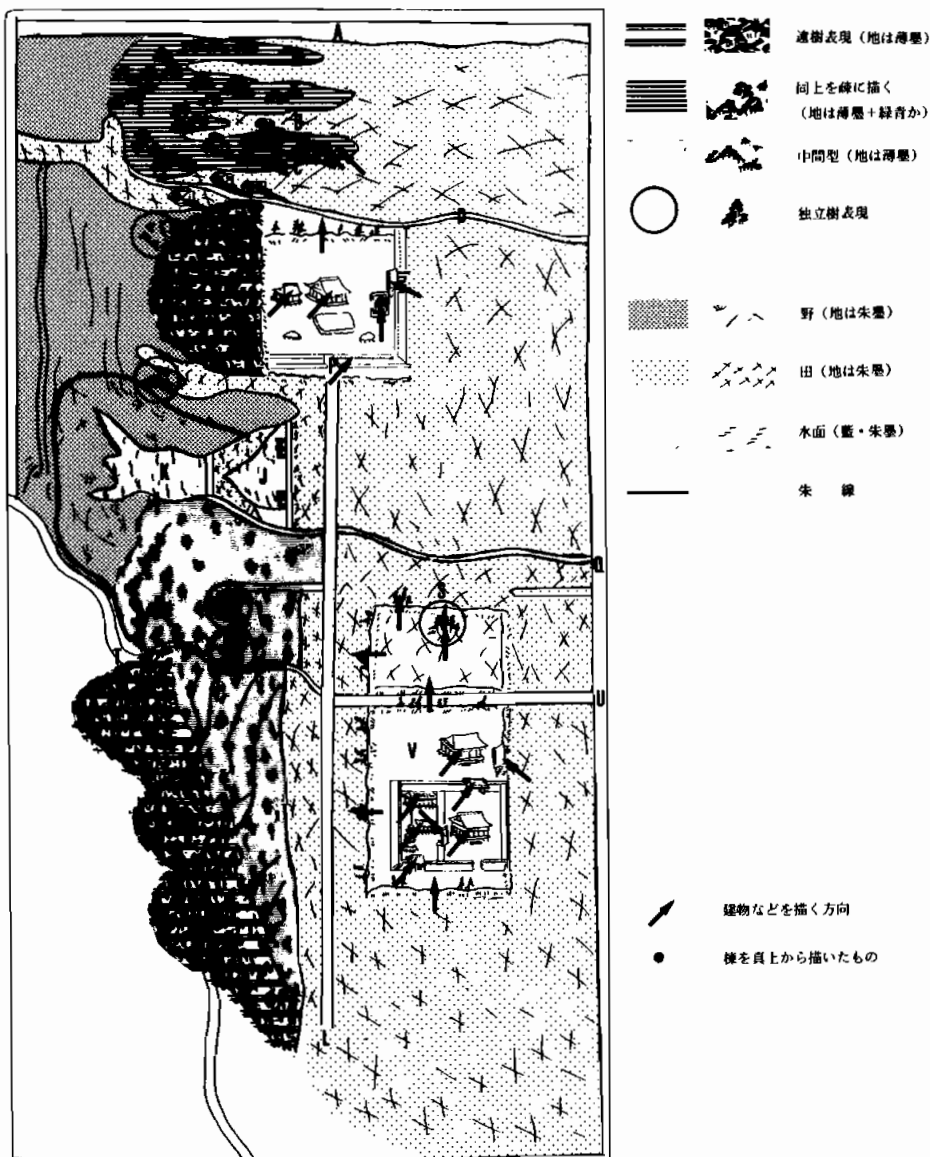 遠樹表現（地は薄墨）
同上を疎に描く
（地は薄墨＋緑青か）
中間型（地は薄墨）
独立樹表現
野（地は朱墨）
田（地は朱墨）
水面（藍・朱墨）
朱　線
建物などを描く方向
棟を真上から描いたもの
A
D
K
J
P
Q
S
U
V
L